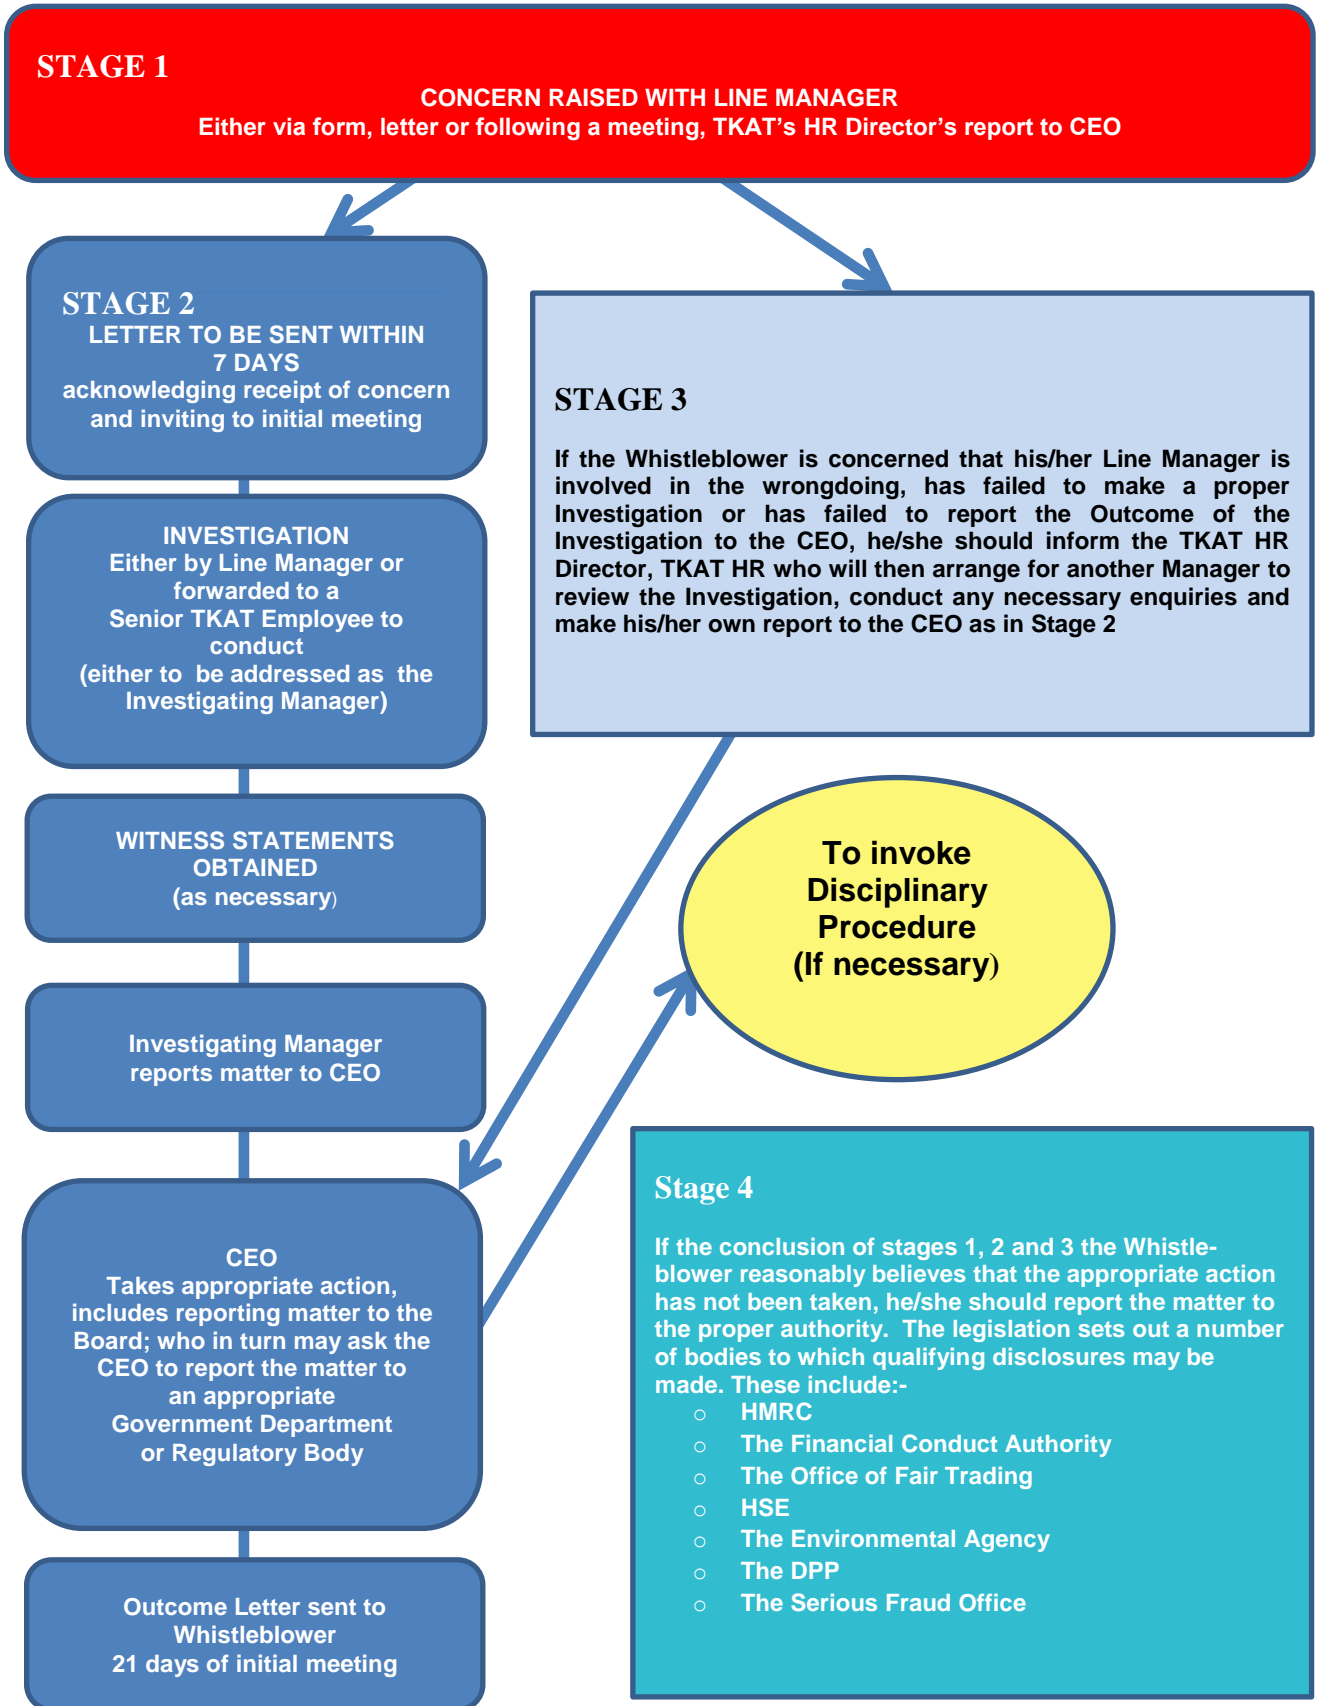 STAGE 1
CONCERN RAISED WITH LINE MANAGER
Either via form, letter or following a meeting, TKAT's HR Director's report to CEO
STAGE 2
LETTER TO BE SENT WITHIN
7 DAYS
acknowledging receipt of concern
and inviting to initial meeting
INVESTIGATION
Either by Line Manager or
forwarded to a
Senior TKAT Employee to
conduct
(either to be addressed as the
Investigating Manager)
WITNESS STATEMENTS
OBTAINED
(as necessary)
Investigating Manager
reports matter to CEO
CEO
Takes appropriate action,
includes reporting matter to the
Board; who in turn may ask the
CEO to report the matter to
an appropriate
Government Department
or Regulatory Body
Outcome Letter sent to
Whistleblower
21 days of initial meeting
STAGE 3
If the Whistleblower is concerned that his/her Line Manager is
involved in the wrongdoing, has failed to make a proper
Investigation or has failed to report the Outcome of the
Investigation to the CEO, he/she should inform the TKAT HR
Director, TKAT HR who will then arrange for another Manager to
review the Investigation, conduct any necessary enquiries and
make his/her own report to the CEO as in Stage 2
To invoke
Disciplinary
Procedure
(If necessary)
Stage 4
If the conclusion of stages 1, 2 and 3 the Whistle-
blower reasonably believes that the appropriate action
has not been taken, he/she should report the matter to
the proper authority. The legislation sets out a number
of bodies to which qualifying disclosures may be
made. These include:-
o HMRC
o The Financial Conduct Authority
o The Office of Fair Trading
o HSE
o The Environmental Agency
o The DPP
o The Serious Fraud Office